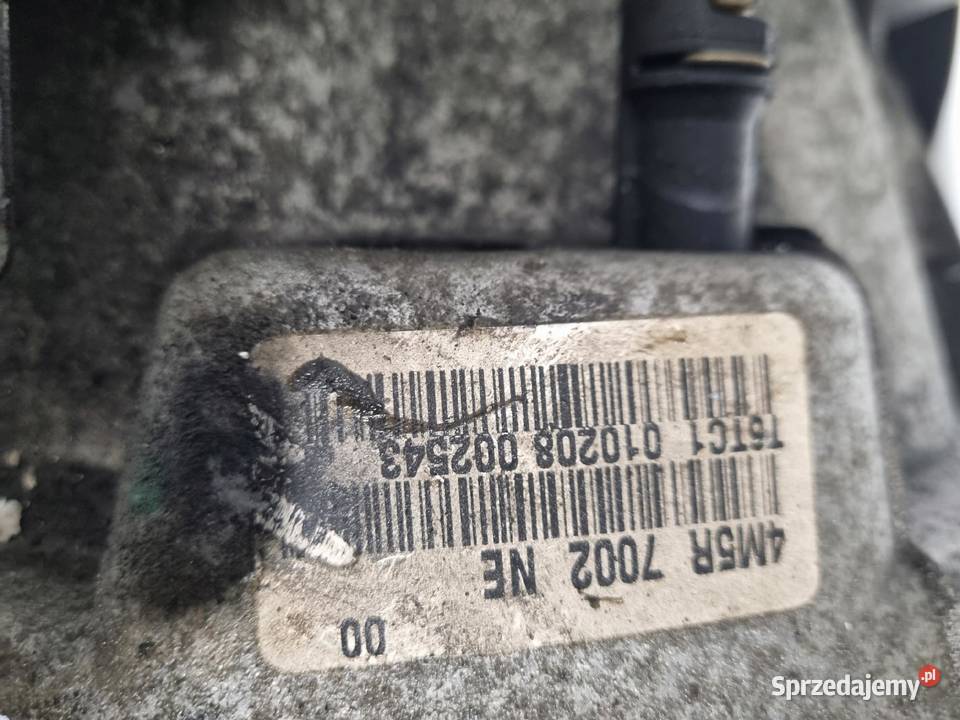 00
4M5R 7002 NE
T6TC1 010208 002543
Sprzedajemy.pl